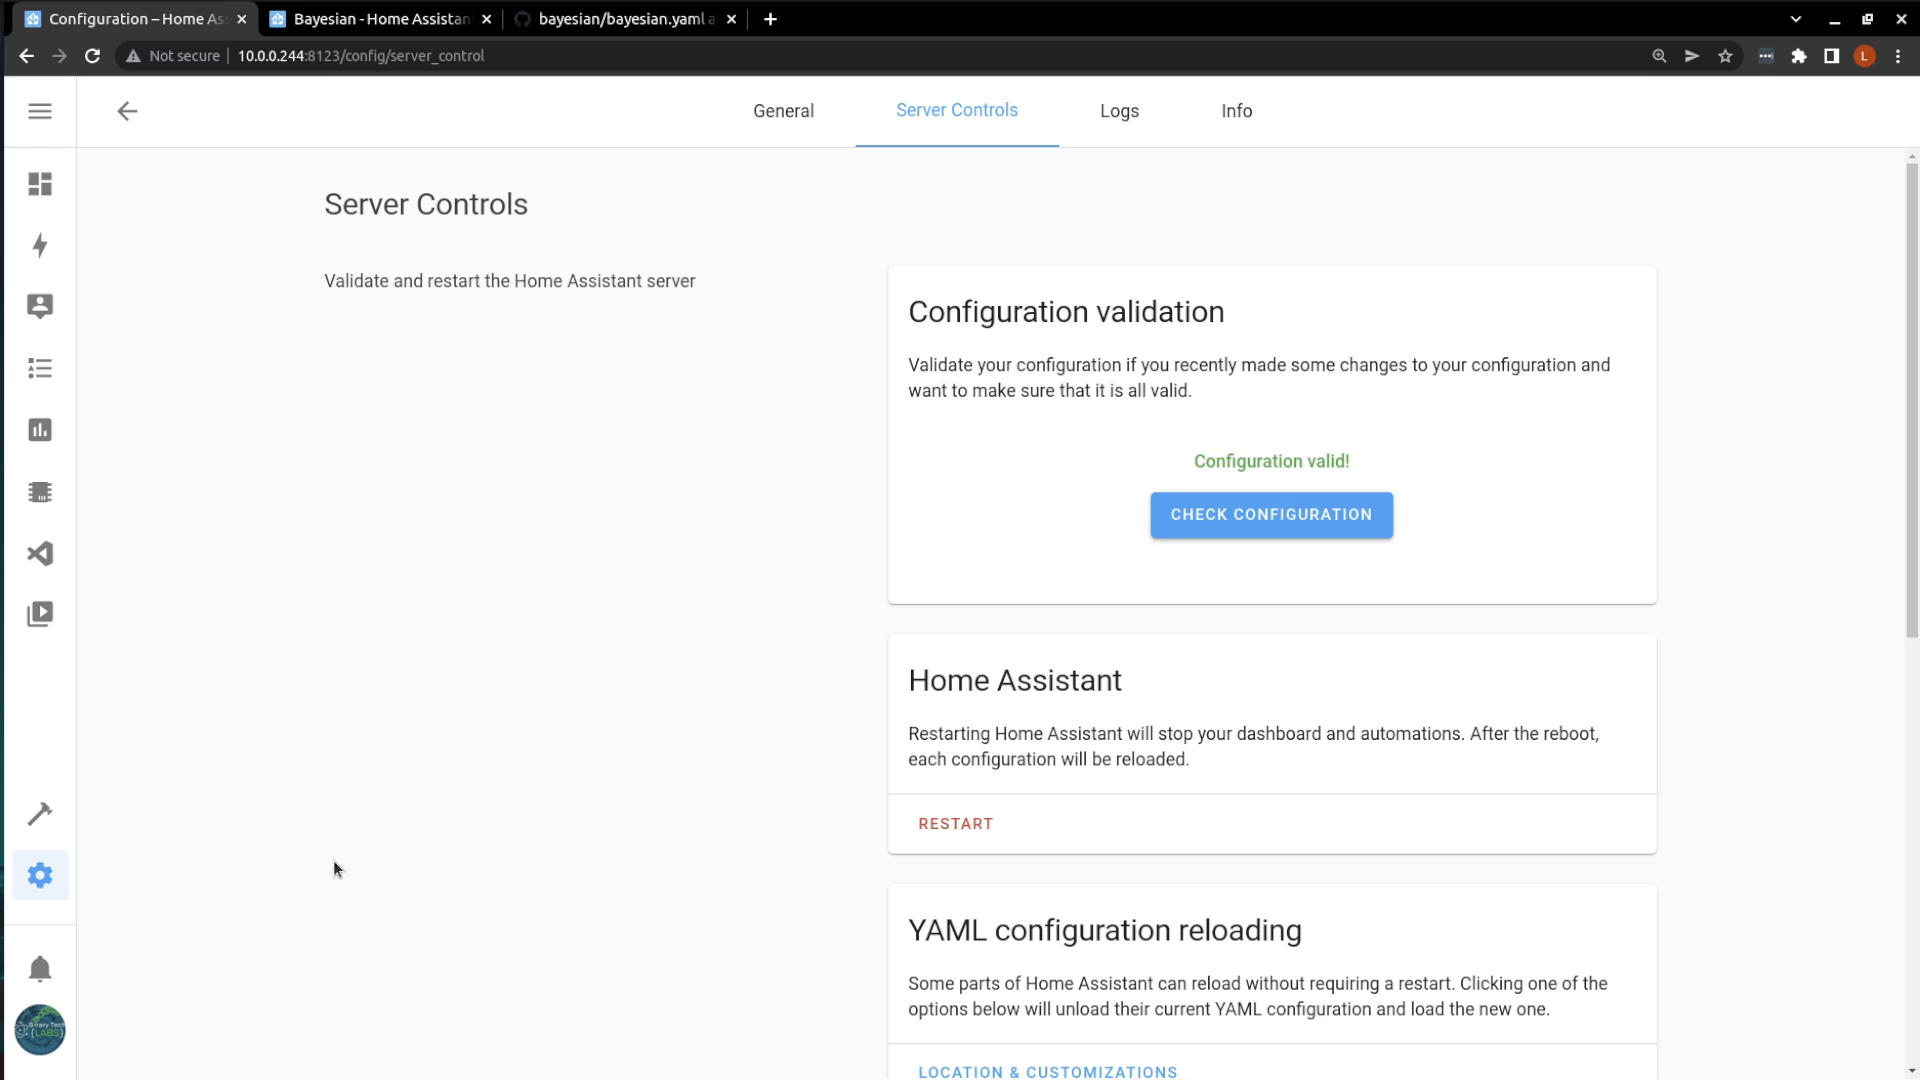 Configuration – Home As
Bayesian - Home Assistan
bayesian/bayesian.yaml a
Not secure
10.0.0.244:8123/config/server_control
L
General
Server Controls
Logs
Info
Server Controls
Validate and restart the Home Assistant server
Configuration validation
Validate your configuration if you recently made some changes to your configuration and
want to make sure that it is all valid.
Configuration valid!
CHECK CONFIGURATION
Home Assistant
Restarting Home Assistant will stop your dashboard and automations. After the reboot,
each configuration will be reloaded.
RESTART
YAML configuration reloading
Some parts of Home Assistant can reload without requiring a restart. Clicking one of the
options below will unload their current YAML configuration and load the new one.
LOCATION & CUSTOMIZATIONS
Binary Tech
{LABS}